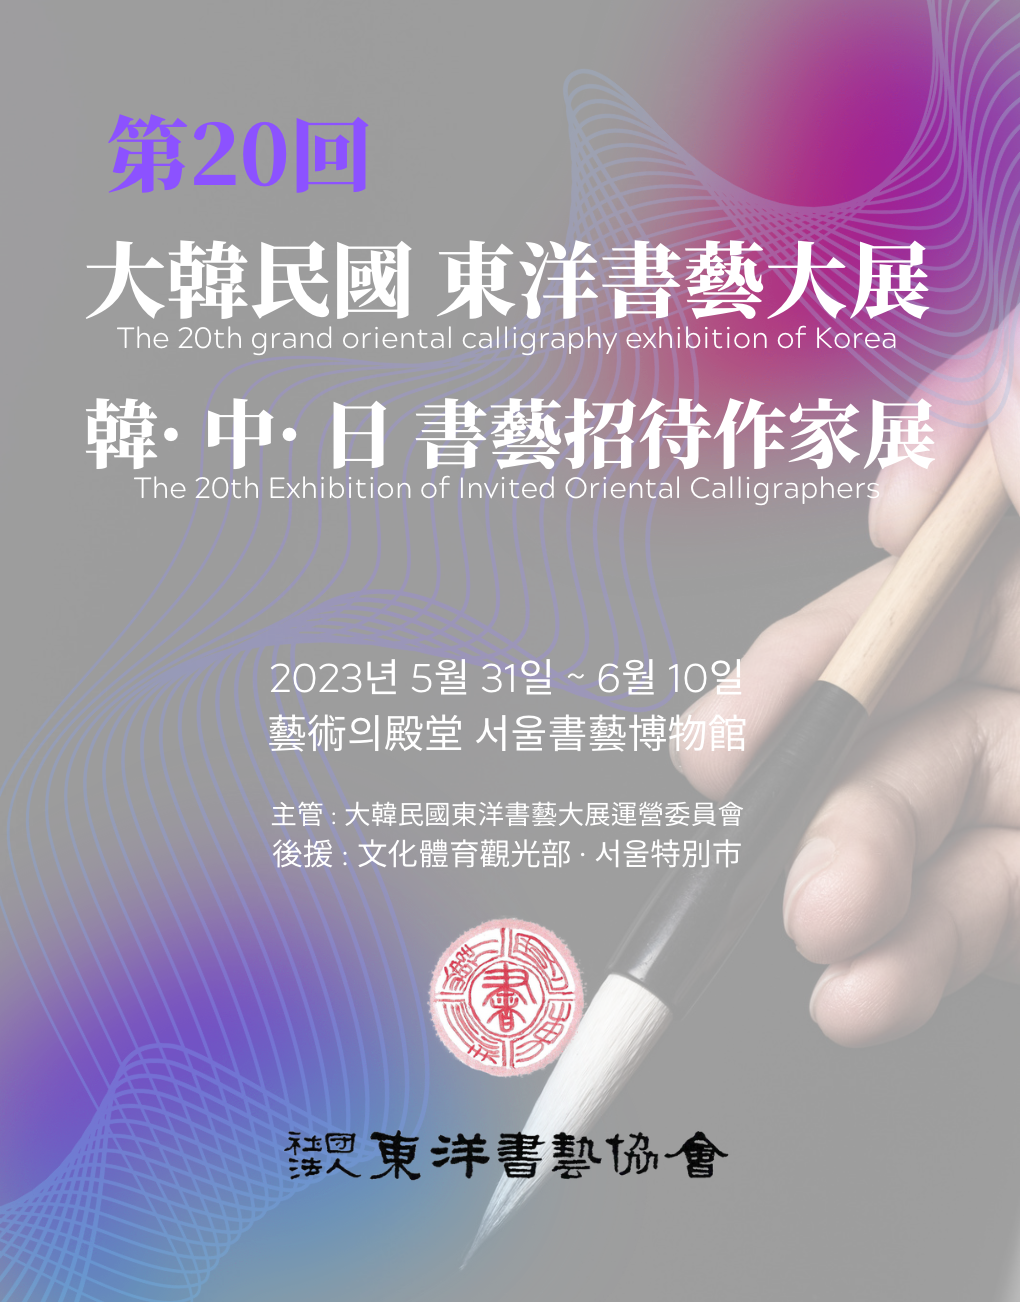 第20回
大韓民國 東洋書藝大展
The 20th grand oriental calligraphy exhibition of Korea
韓· 中· 日 書藝招待作家展
The 20th Exhibition of Invited Oriental Calligraphers
2023년 5월 31일 ~ 6월 10일
藝術의殿堂 서울書藝博物館
主管 : 大韓民國東洋書藝大展運營委員會
後援 : 文化體育觀光部 · 서울特別市
社団法人 東洋書藝協會